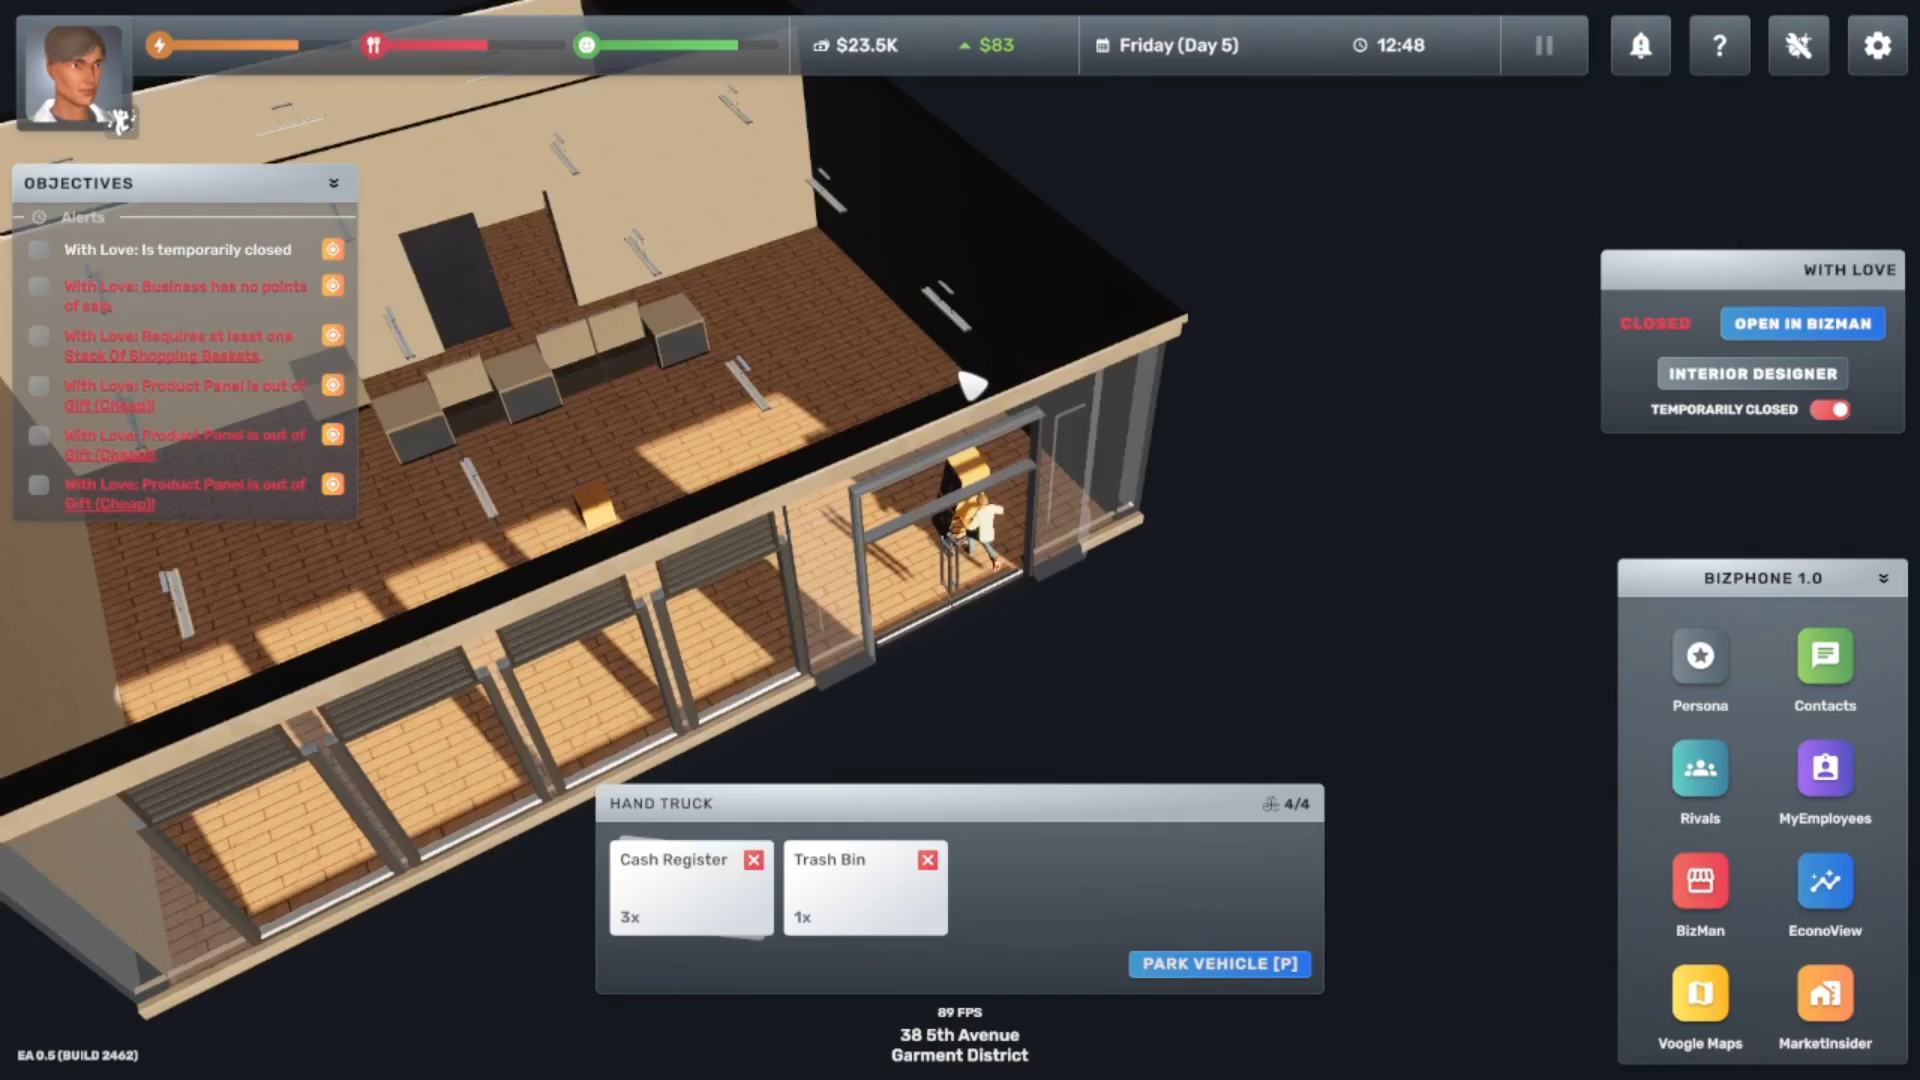 $23.5K
$83
Friday (Day 5)
12:48
?
OBJECTIVES
Alerts
With Love: Is temporarily closed
With Love: Business has no points
of sale
With Love: Requires at least one
Stack Of Shopping Baskets.
With Love: Product Panel is out of
Gift (Cheap)!
With Love: Product Panel is out of
Gift (Cheap)!
With Love: Product Panel is out of
Gift (Cheap)!
WITH LOVE
CLOSED
OPEN IN BIZMAN
INTERIOR DESIGNER
TEMPORARILY CLOSED
BIZPHONE 1.0
Persona
Contacts
Rivals
MyEmployees
BizMan
EconoView
Voogle Maps
MarketInsider
HAND TRUCK
4/4
Cash Register
3x
Trash Bin
1x
PARK VEHICLE [P]
89 FPS
38 5th Avenue
Garment District
EA 0.5 (BUILD 2462)